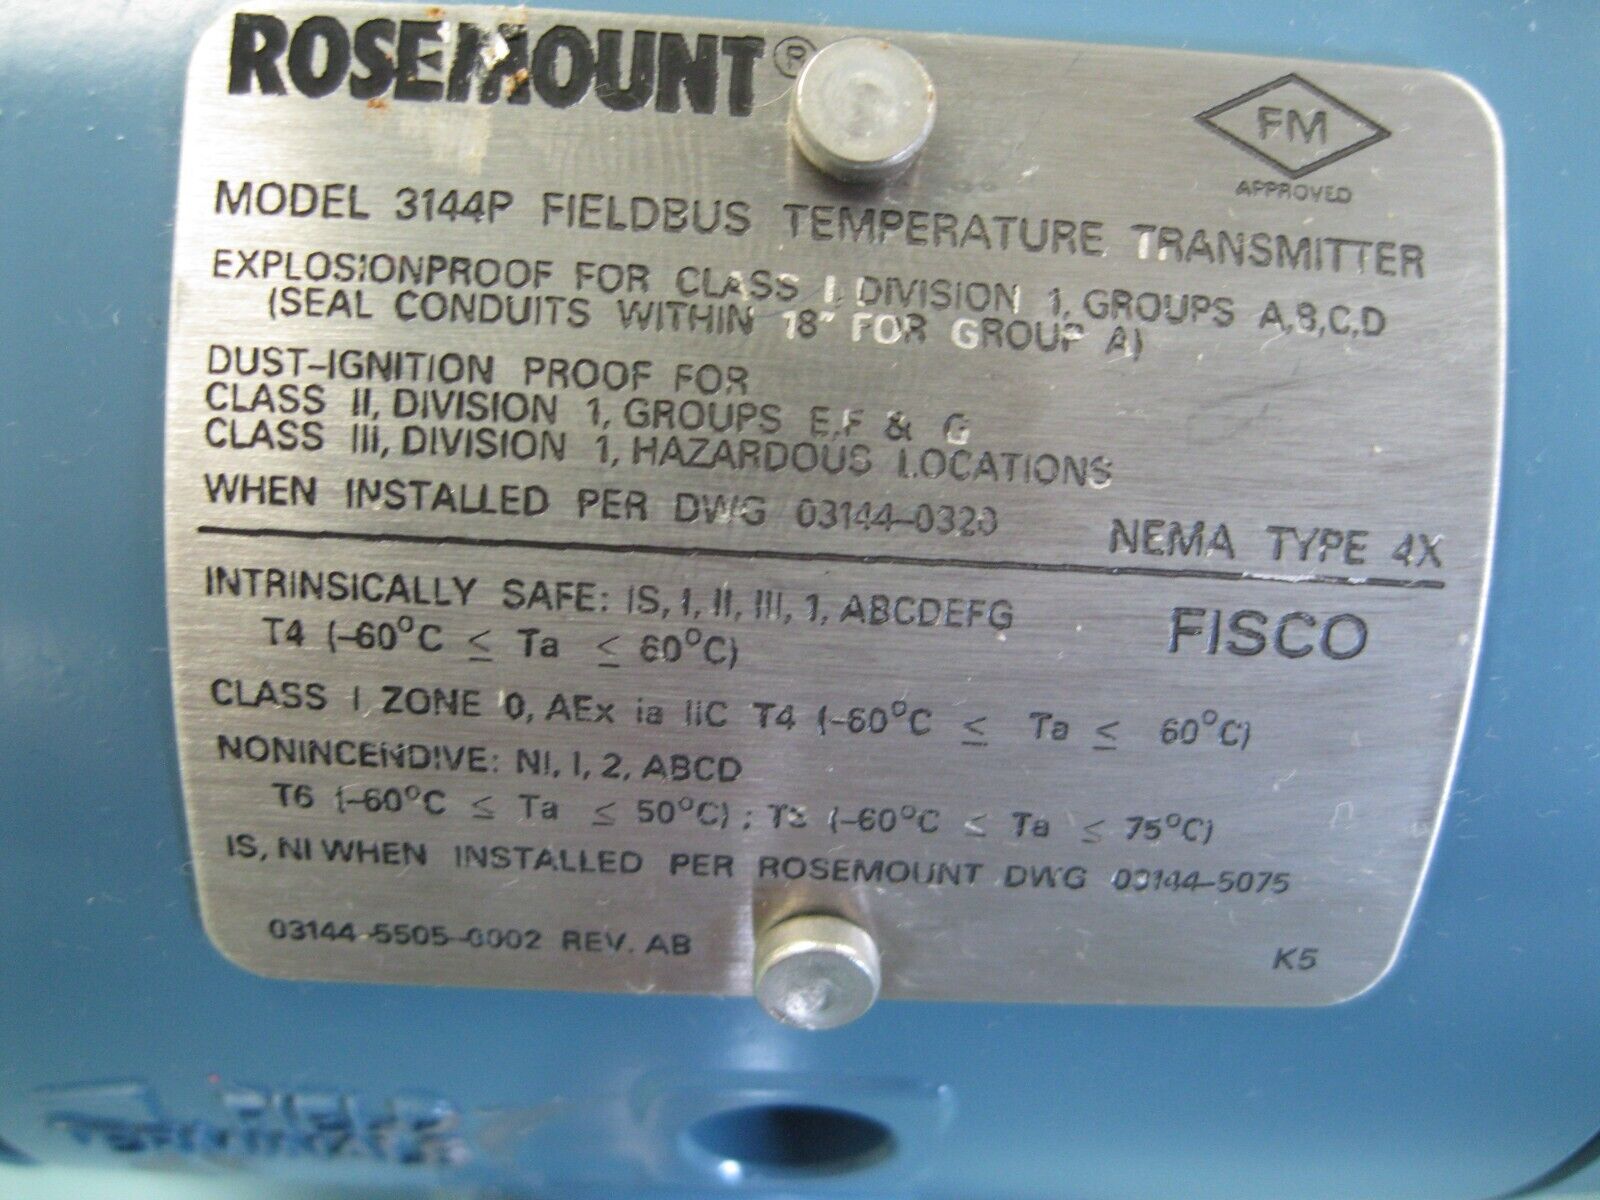 ROSEMOUNT®
FM
APPROVED
MODEL 3144P FIELDBUS TEMPERATURE TRANSMITTER
EXPLOSIONPROOF FOR CLASS I, DIVISION 1, GROUPS A,B,C,D
(SEAL CONDUITS WITHIN 18" FOR GROUP A)
DUST-IGNITION PROOF FOR
CLASS II, DIVISION 1, GROUPS E,F & G
CLASS III, DIVISION 1, HAZARDOUS LOCATIONS
WHEN INSTALLED PER DWG 03144-0320
NEMA TYPE 4X
INTRINSICALLY SAFE: IS, I, II, III, 1, ABCDEFG
FISCO
T4 (-60°C ≤ Ta ≤ 60°C)
CLASS I, ZONE 0, AEx ia IIC T4 (-60°C ≤ Ta ≤ 60°C)
NONINCENDIVE: NI, I, 2, ABCD
T6 (-60°C ≤ Ta ≤ 50°C) ; T5 (-60°C ≤ Ta ≤ 75°C)
IS, NI WHEN INSTALLED PER ROSEMOUNT DWG 03144-5075
03144-5505-0002 REV. AB
K5
FIELD
TERMINALS